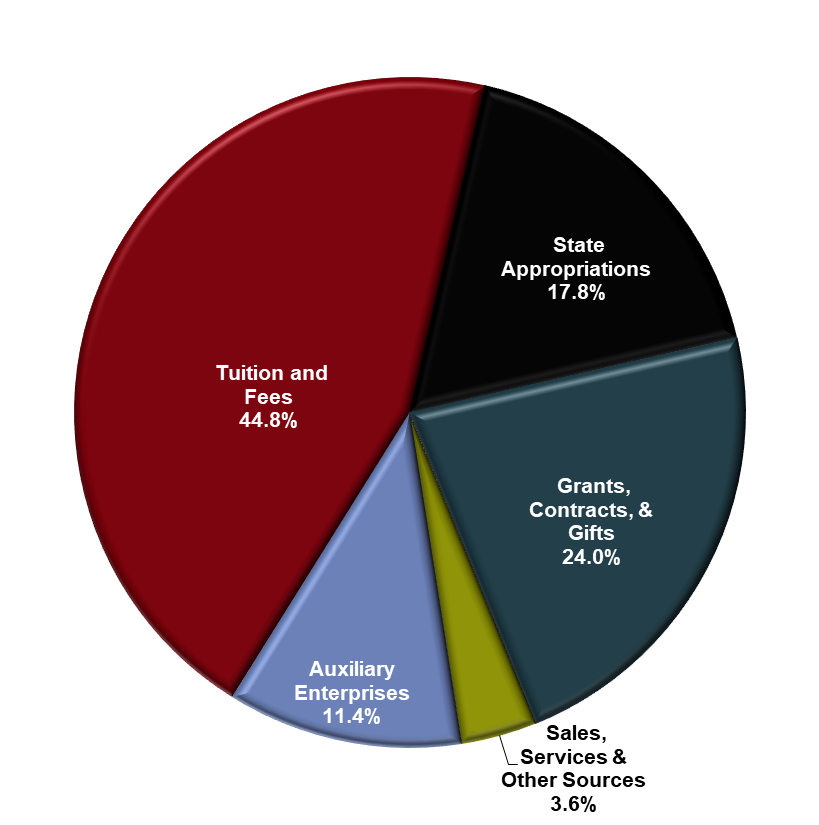 State
Appropriations
17.8%
Tuition and
Fees
44.8%
Grants,
Contracts, &
Gifts
24.0%
Auxiliary
Enterprises
11.4%
Sales,
Services &
Other Sources
3.6%